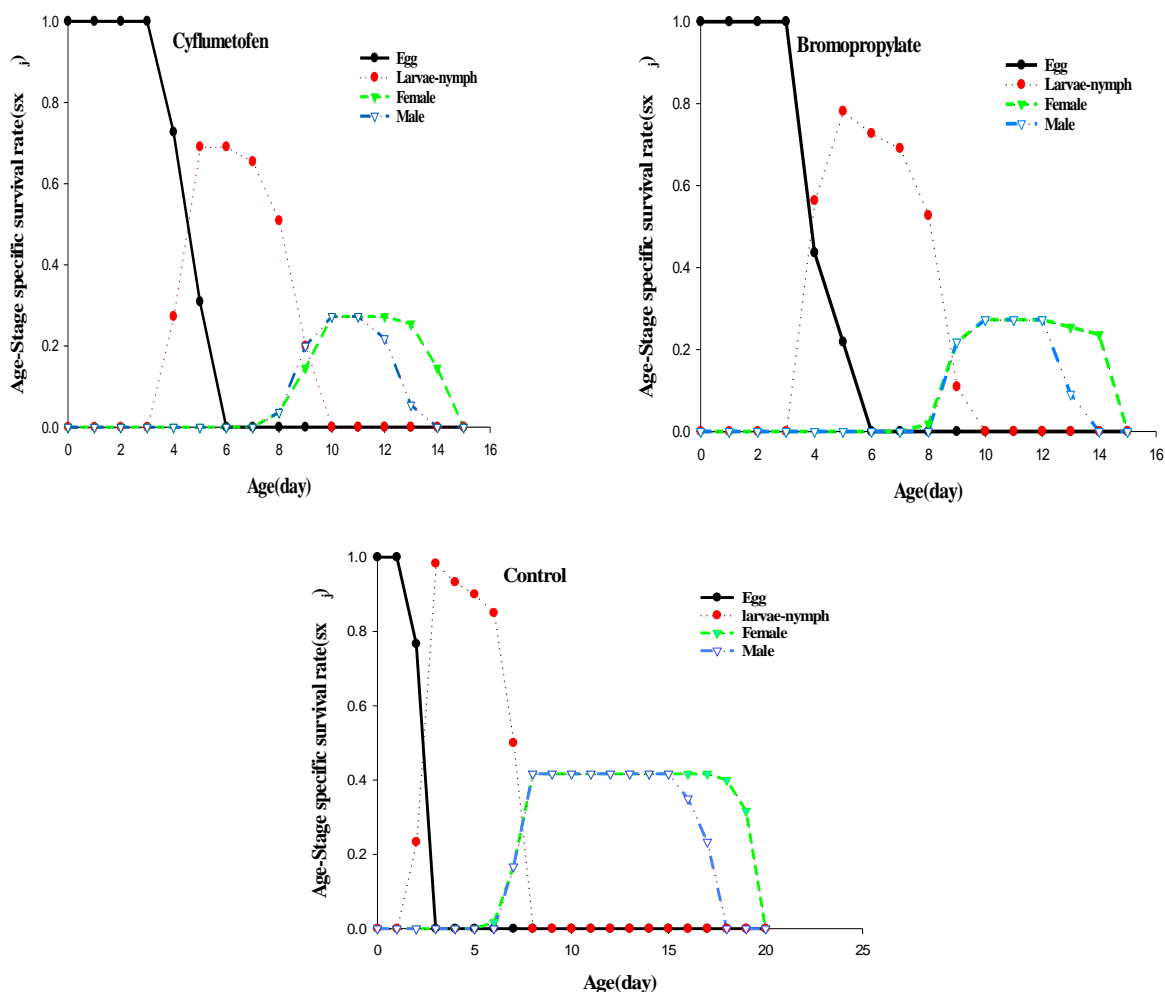 Cyflumetofen
Egg
Larvae-nymph
Female
Male
Age-Stage specific survival rate(sx j)
1.0
0.8
0.6
0.4
0.2
0.0
0 2 4 6 8 10 12 14 16
Age(day)
Bromopropylate
Egg
Larvae-nymph
Female
Male
Age-Stage specific survival rate(sx j)
1.0
0.8
0.6
0.4
0.2
0.0
0 2 4 6 8 10 12 14 16
Age(day)
Control
Egg
larvae-nymph
Female
Male
Age-Stage specific survival rate(sx j)
1.0
0.8
0.6
0.4
0.2
0.0
0 5 10 15 20 25
Age(day)